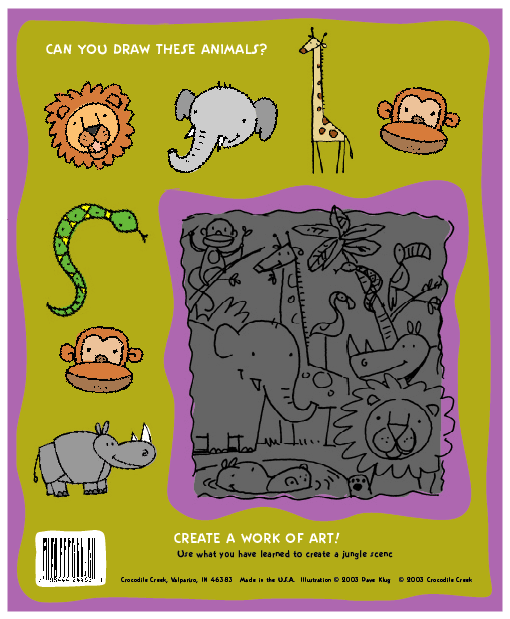 CAN YOU DRAW THESE ANIMALS?
CREATE A WORK OF ART!
Use what you have learned to create a jungle scene
Crocodile Creek, Valpariso, IN 46383 Made in the U.S.A. Illustration © 2003 Dave Klug © 2003 Crocodile Creek